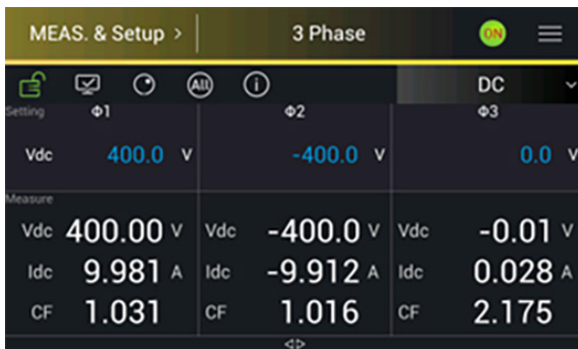 MEAS. & Setup > 3 Phase ON
All i DC
Setting Φ1 Φ2 Φ3
Vdc 400.0 V -400.0 V 0.0 V
Measure
Vdc 400.00 V Vdc -400.0 V Vdc -0.01 V
Idc 9.981 A Idc -9.912 A Idc 0.028 A
CF 1.031 CF 1.016 CF 2.175